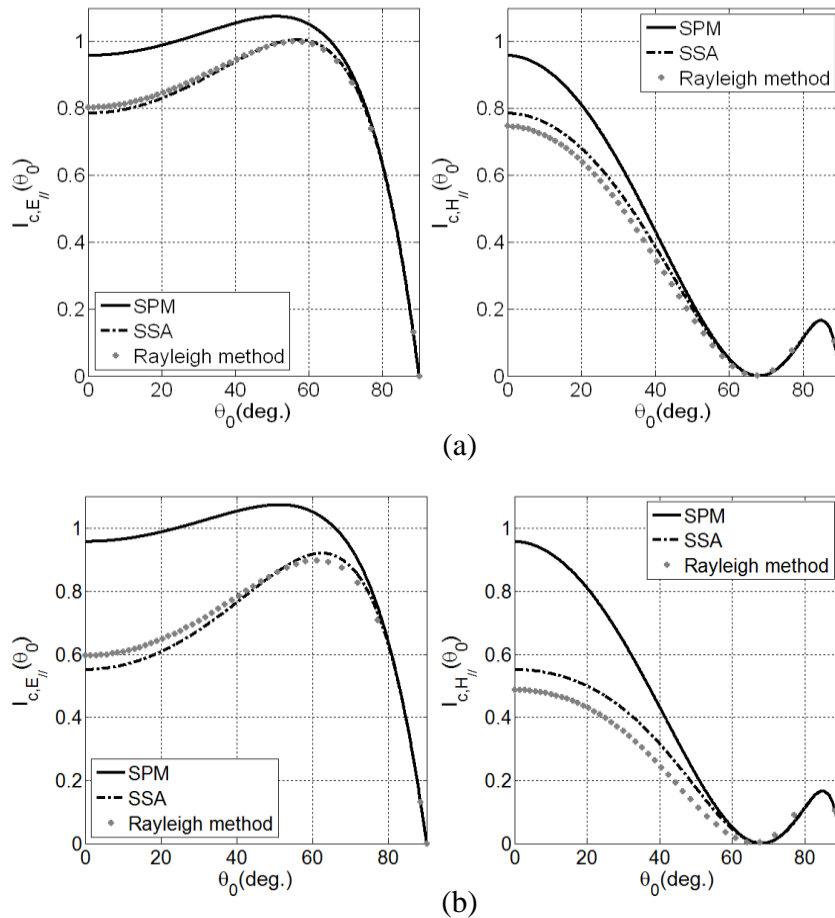 1
0.8
0.6
0.4
0.2
0
I_c,E_//(θ_0)
SPM
SSA
Rayleigh method
0 20 40 60 80
θ_0(deg.)
1
0.8
0.6
0.4
0.2
0
I_c,H_//(θ_0)
SPM
SSA
Rayleigh method
0 20 40 60 80
θ_0(deg.)
(a)
1
0.8
0.6
0.4
0.2
0
I_c,E_//(θ_0)
SPM
SSA
Rayleigh method
0 20 40 60 80
θ_0(deg.)
1
0.8
0.6
0.4
0.2
0
I_c,H_//(θ_0)
SPM
SSA
Rayleigh method
0 20 40 60 80
θ_0(deg.)
(b)